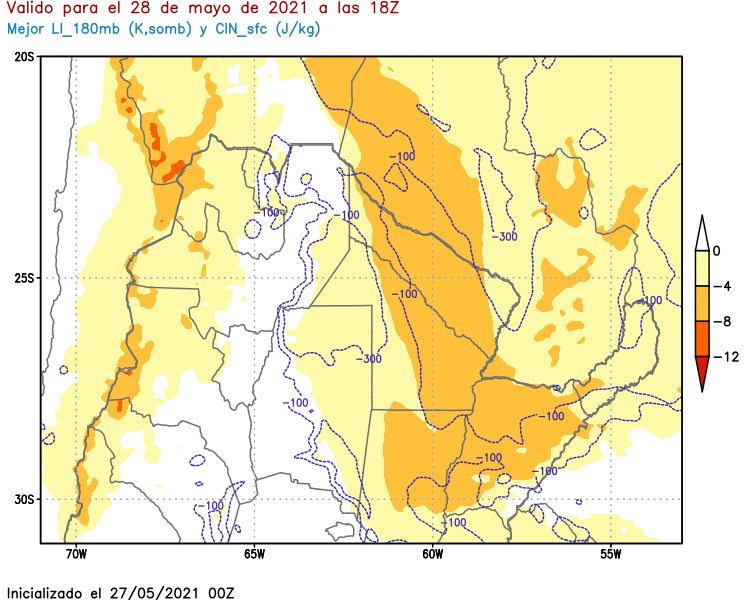 Valido para el 28 de mayo de 2021 a las 18Z
Mejor LI_180mb (K,somb) y CIN_sfc (J/kg)
20S
-100
-100
-100
-300
0
25S
-4
-100
-100
-8
-300
-12
-100
-100
-100
-100
30S
-100
-100
70W
65W
60W
55W
Inicializado el 27/05/2021 00Z